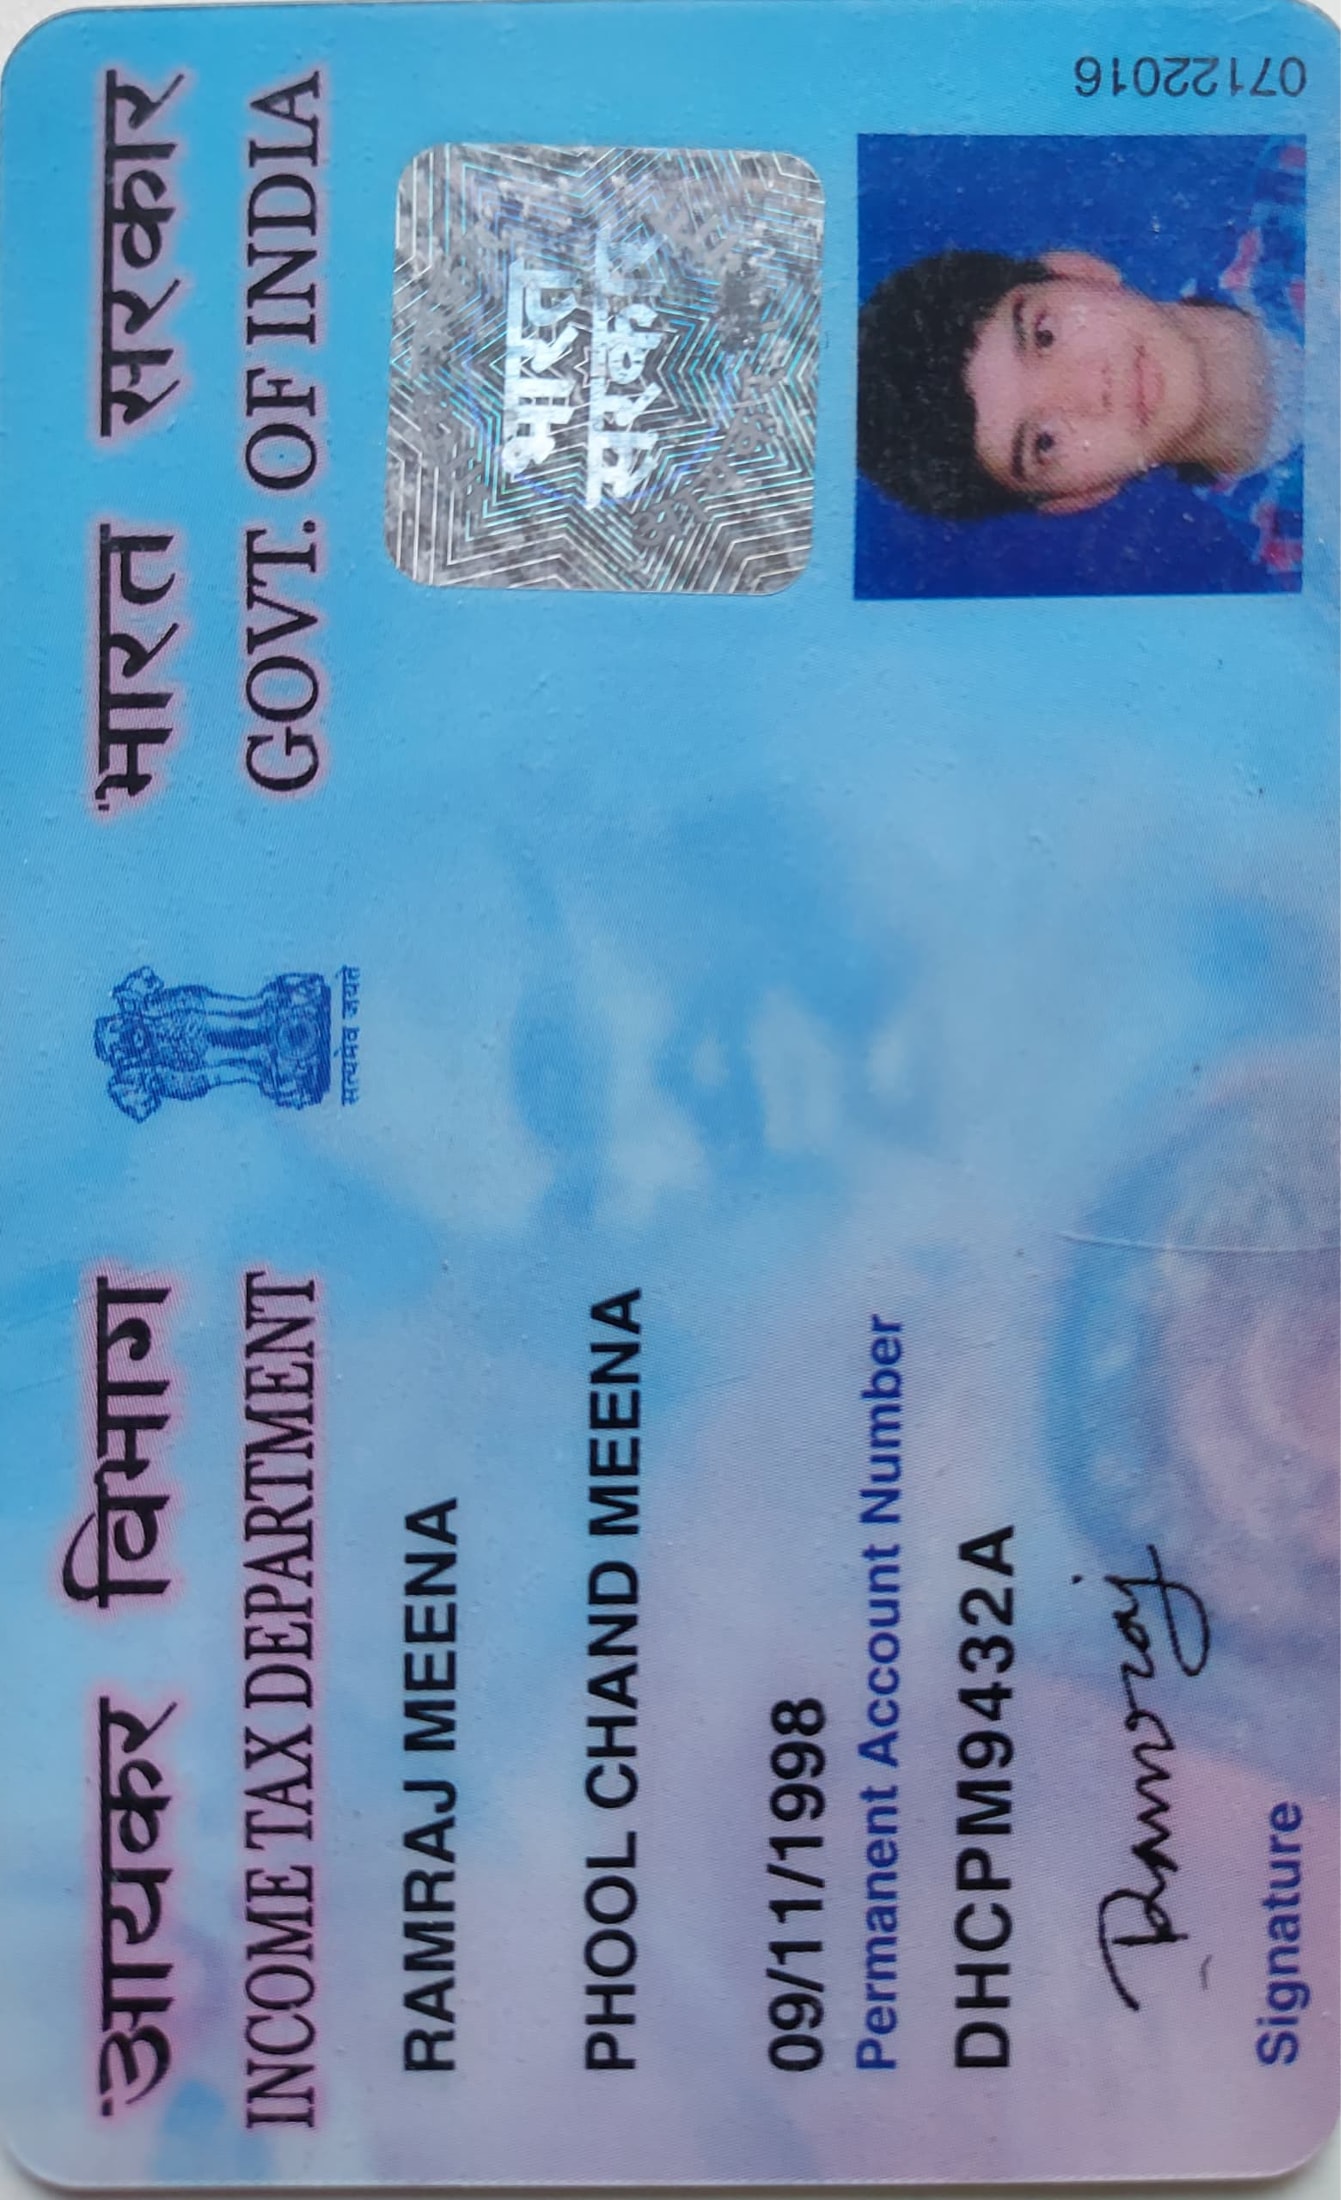 आयकर विभाग
INCOME TAX DEPARTMENT
सत्यमेव जयते
भारत सरकार
GOVT. OF INDIA
RAMRAJ MEENA
PHOOL CHAND MEENA
09/11/1998
Permanent Account Number
DHCPM9432A
Ramraj
Signature
भारत
सरकार
07122016